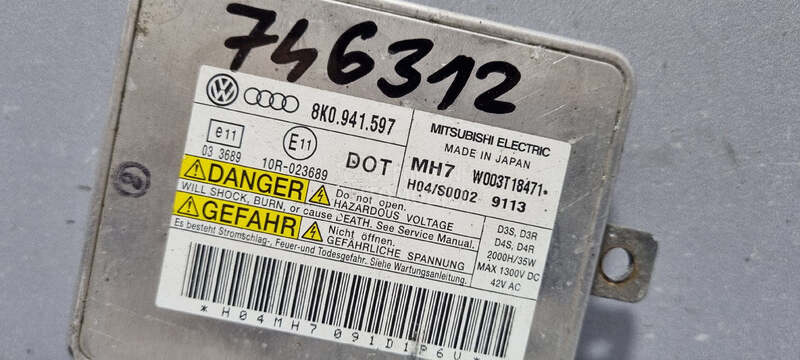 746312
8K0.941.597
MITSUBISHI ELECTRIC
MADE IN JAPAN
e11
03 3689
E11
10R-023689
DOT
MH7 W003T18471
H04/S0002 9113
DANGER
Do not open.
HAZARDOUS VOLTAGE
WILL SHOCK, BURN, or cause DEATH. See Service Manual.
GEFAHR
Nicht öffnen.
GEFÄHRLICHE SPANNUNG
Es besteht Stromschlag-, Feuer-und Todesgefahr. Siehe Wartungsanleitung.
D3S, D3R
D4S, D4R
2000H/35W
MAX 1300V DC
42V AC
*H04MH7091D1P6U*